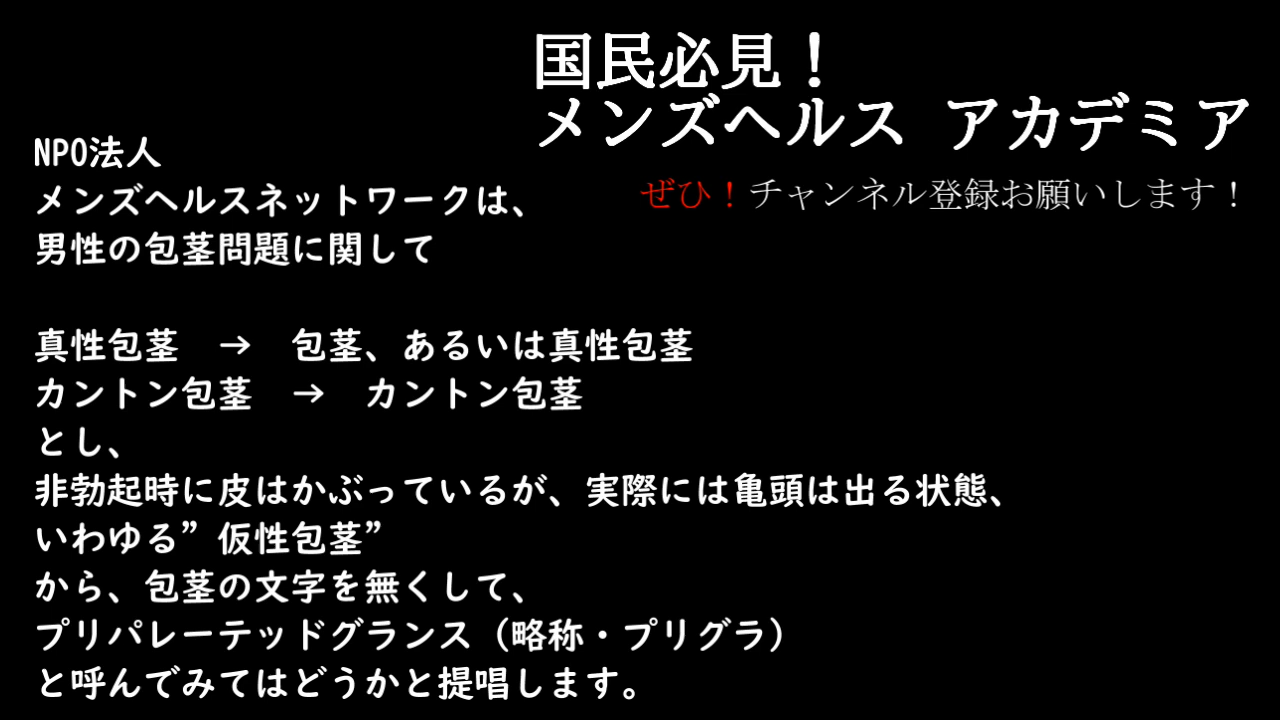 国民必見！
メンズヘルス アカデミア
ぜひ！チャンネル登録お願いします！
NPO法人
メンズヘルスネットワークは、
男性の包茎問題に関して
真性包茎　→　包茎、あるいは真性包茎
カントン包茎　→　カントン包茎
とし、
非勃起時に皮はかぶっているが、実際には亀頭は出る状態、
いわゆる”仮性包茎”
から、包茎の文字を無くして、
プリパレーテッドグランス（略称・プリグラ）
と呼んでみてはどうかと提唱します。